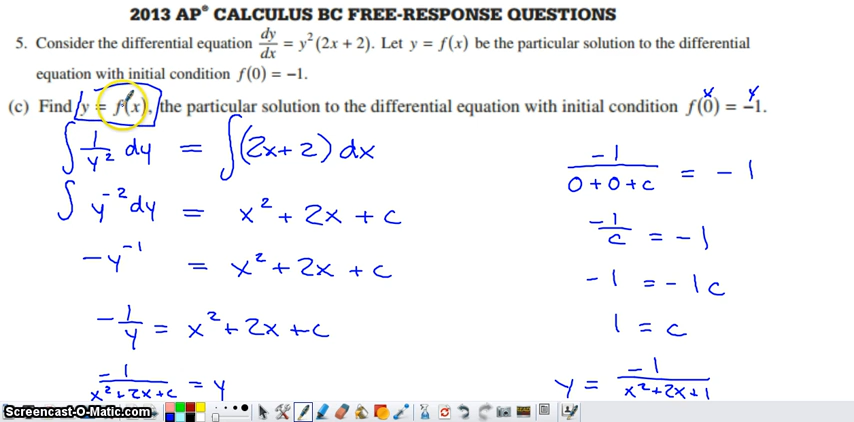 2013 AP® CALCULUS BC FREE-RESPONSE QUESTIONS
5. Consider the differential equation dy/dx = y²(2x + 2). Let y = f(x) be the particular solution to the differential
equation with initial condition f(0) = −1.
(c) Find y = f(x), the particular solution to the differential equation with initial condition f(0) = −1.
x y
∫ 1/y² dy = ∫(2x+2) dx
∫ y⁻² dy = x² + 2x + c
−y⁻¹ = x² + 2x + c
−1/y = x² + 2x + c
−1/(x² + 2x + c) = y
−1/(0+0+c) = −1
−1/c = −1
−1 = −1c
1 = c
y = −1/(x²+2x+1)
Screencast-O-Matic.com